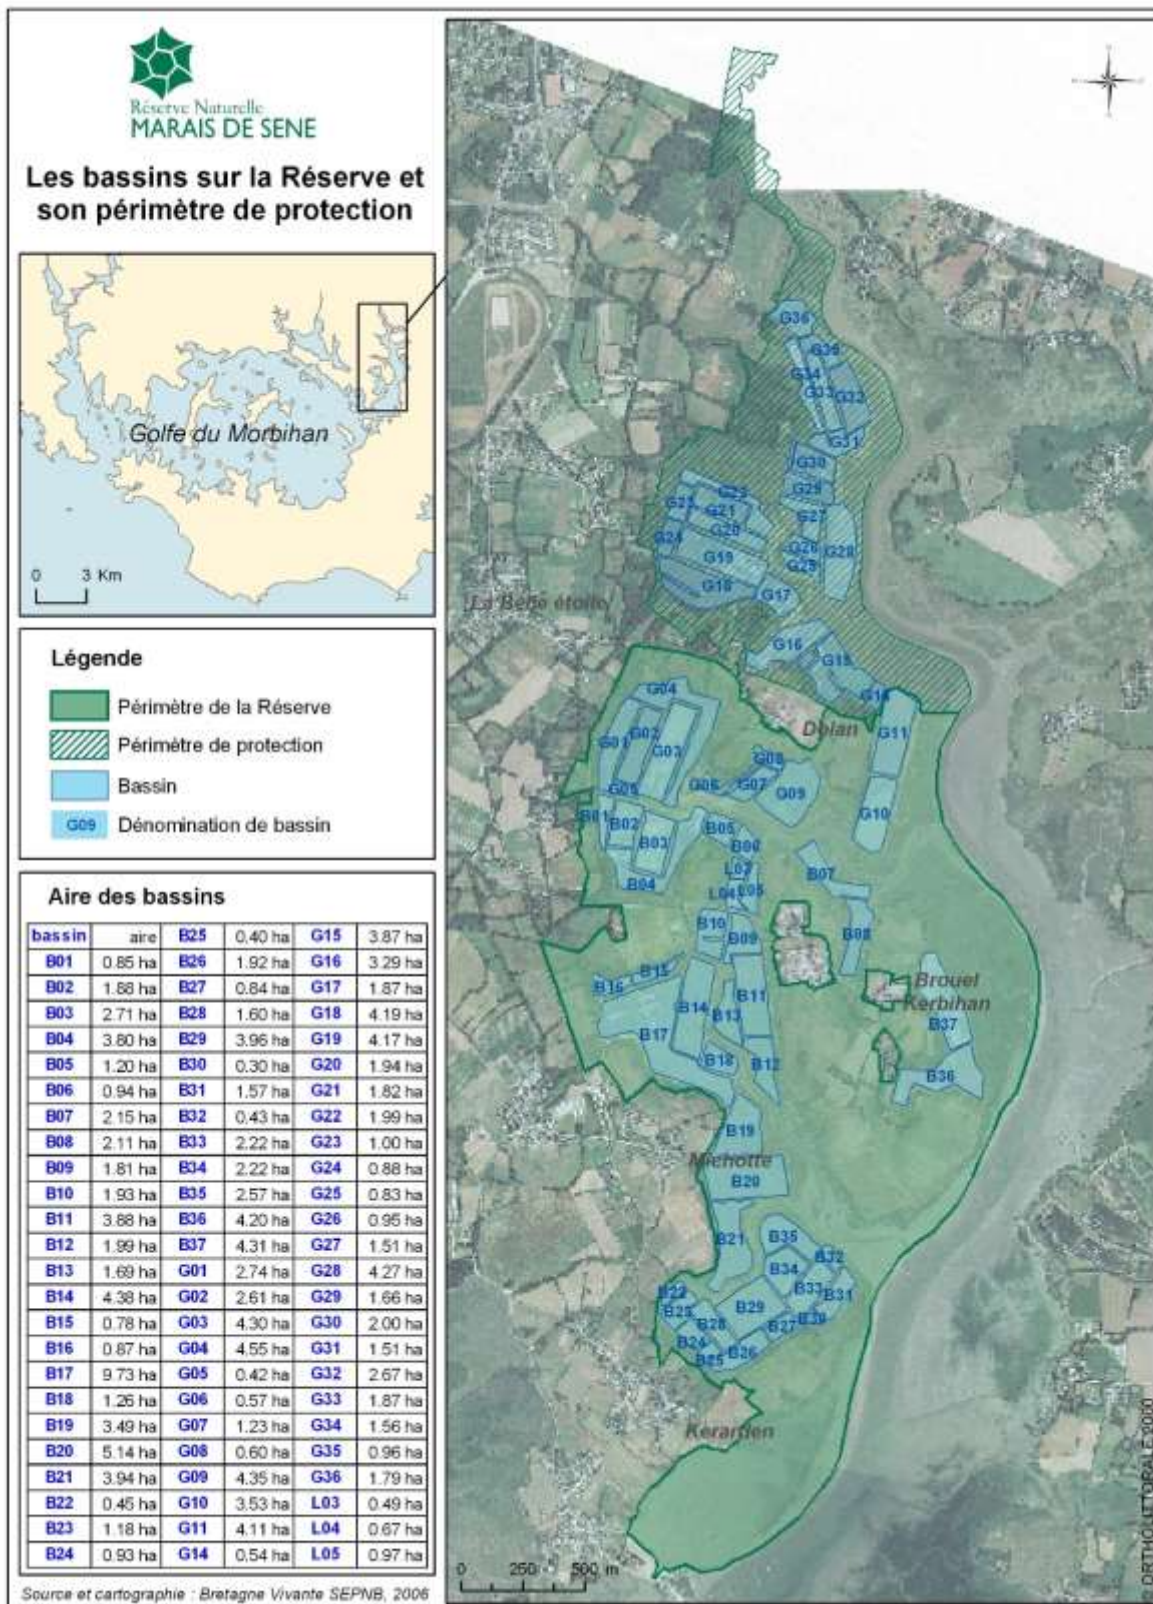 Réserve Naturelle
MARAIS DE SENE
Les bassins sur la Réserve et
son périmètre de protection
Golfe du Morbihan
0 3 Km
Légende
Périmètre de la Réserve
Périmètre de protection
Bassin
G09 Dénomination de bassin
Aire des bassins
bassin aire B25 0.40 ha G15 3.87 ha
B01 0.85 ha B26 1.92 ha G16 3.29 ha
B02 1.88 ha B27 0.84 ha G17 1.87 ha
B03 2.71 ha B28 1.60 ha G18 4.19 ha
B04 3.80 ha B29 3.96 ha G19 4.17 ha
B05 1.20 ha B30 0.30 ha G20 1.94 ha
B06 0.94 ha B31 1.57 ha G21 1.82 ha
B07 2.15 ha B32 0.43 ha G22 1.99 ha
B08 2.11 ha B33 2.22 ha G23 1.00 ha
B09 1.81 ha B34 2.22 ha G24 0.88 ha
B10 1.93 ha B35 2.57 ha G25 0.83 ha
B11 3.88 ha B36 4.20 ha G26 0.95 ha
B12 1.99 ha B37 4.31 ha G27 1.51 ha
B13 1.69 ha G01 2.74 ha G28 4.27 ha
B14 4.38 ha G02 2.61 ha G29 1.66 ha
B15 0.78 ha G03 4.30 ha G30 2.00 ha
B16 0.87 ha G04 4.55 ha G31 1.51 ha
B17 9.73 ha G05 0.42 ha G32 2.67 ha
B18 1.26 ha G06 0.57 ha G33 1.87 ha
B19 3.49 ha G07 1.23 ha G34 1.56 ha
B20 5.14 ha G08 0.60 ha G35 0.96 ha
B21 3.94 ha G09 4.35 ha G36 1.79 ha
B22 0.45 ha G10 3.53 ha L03 0.49 ha
B23 1.18 ha G11 4.11 ha L04 0.67 ha
B24 0.93 ha G14 0.54 ha L05 0.97 ha
Source et cartographie : Bretagne Vivante SEPNB, 2006
G36
G35
G34
G33 G32
G31
G30
G29
G23
G22 G21
G27
G20
G24
G26 G28
G19
G25
G18 G17
La Belle étoile
G16
G15
G14
G04
Dolan
G11
G02
G01 G03
G08
G06 G07
G05 G09
G10
B01 B02
B05
B03 B06
L03
B04 B07
L04 L05
B10
B09 B08
B15
B16
Brouel
Kerbihan
B14 B11
B13
B17 B37
B18 B12
B36
B19
Michotte
B20
B21 B35
B32
B34
B33
B22 B31
B23 B29
B28 B27 B30
B24
B25 B26
Kerarden
0 250 500 m
© ORTHO LITTORALE 2000